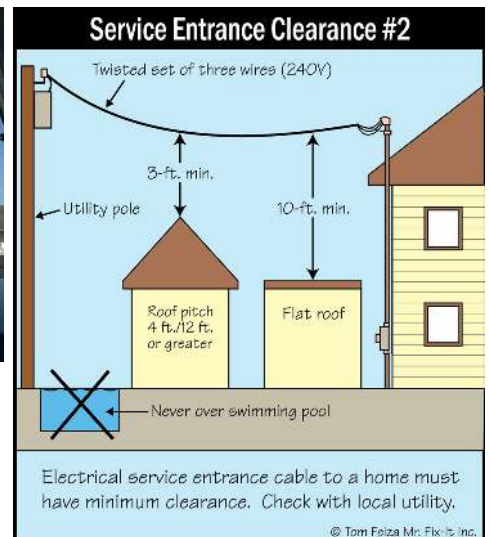 Service Entrance Clearance #2
Twisted set of three wires (240V)
3-ft. min.
Utility pole
10-ft. min.
Roof pitch
4 ft./12 ft.
or greater
Flat roof
Never over swimming pool
Electrical service entrance cable to a home must
have minimum clearance. Check with local utility.
© Tom Feiza Mr. Fix-It Inc.